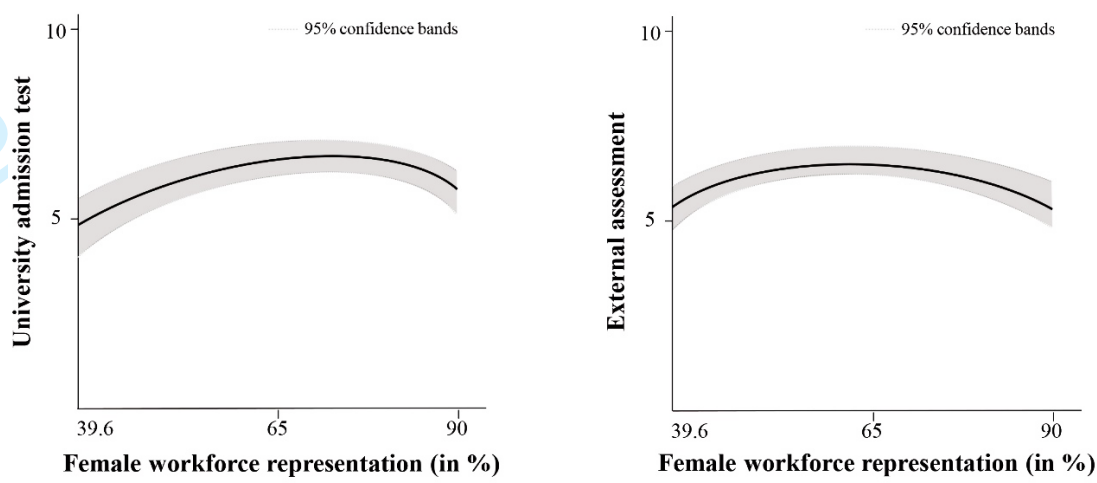 10
95% confidence bands
University admission test
5
39.6
65
90
Female workforce representation (in %)
10
95% confidence bands
External assessment
5
39.6
65
90
Female workforce representation (in %)